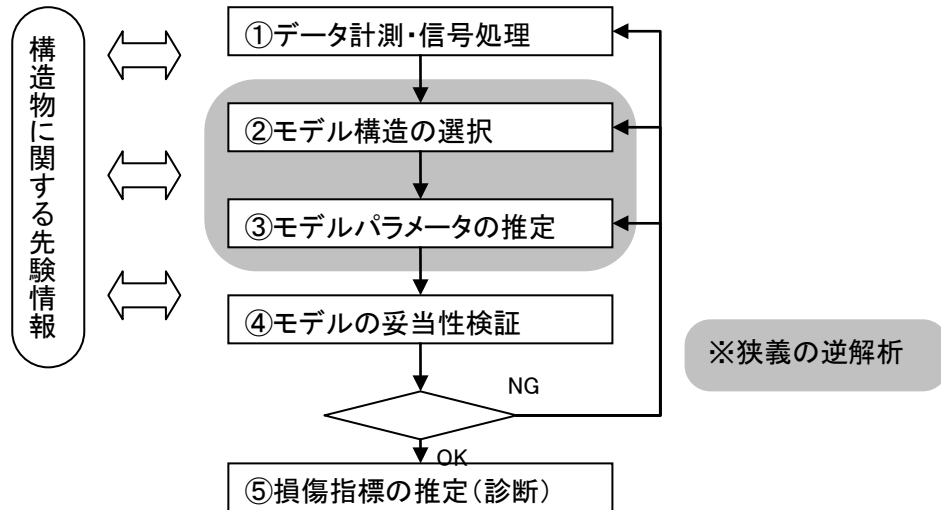 構造物に関する先験情報
①データ計測・信号処理
②モデル構造の選択
③モデルパラメータの推定
④モデルの妥当性検証
※狭義の逆解析
NG
OK
⑤損傷指標の推定(診断)